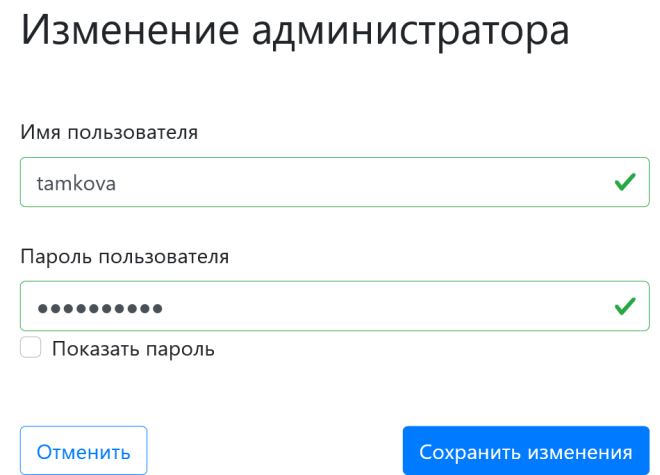 Изменение администратора
Имя пользователя
tamkova
Пароль пользователя
●●●●●●●●●●
Показать пароль
Отменить
Сохранить изменения